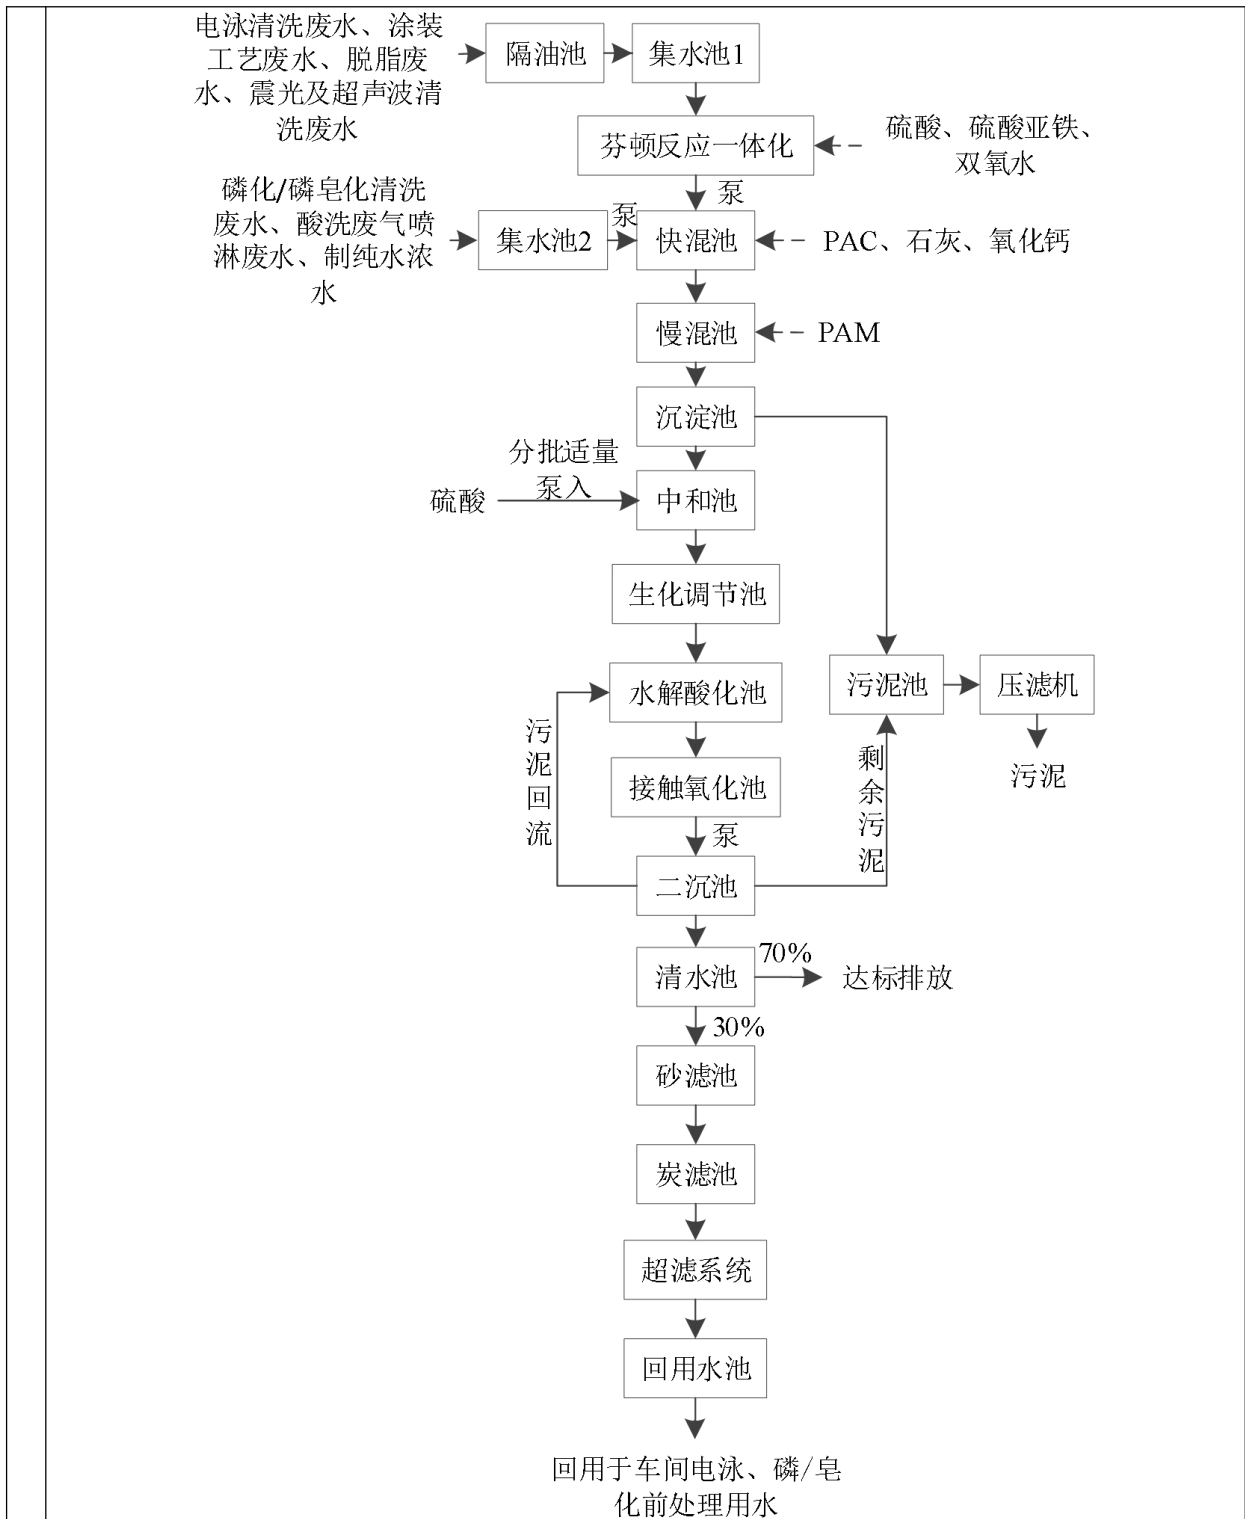 电泳清洗废水、涂装
工艺废水、脱脂废
水、震光及超声波清
洗废水
隔油池
集水池1
芬顿反应一体化
硫酸、硫酸亚铁、
双氧水
泵
磷化/磷皂化清洗
废水、酸洗废气喷
淋废水、制纯水浓
水
集水池2
泵
快混池
PAC、石灰、氧化钙
慢混池
PAM
沉淀池
分批适量
泵入
硫酸
中和池
生化调节池
水解酸化池
污泥池
压滤机
污泥回流
剩余污泥
污泥
接触氧化池
泵
二沉池
清水池
70%
达标排放
30%
砂滤池
炭滤池
超滤系统
回用水池
回用于车间电泳、磷/皂
化前处理用水